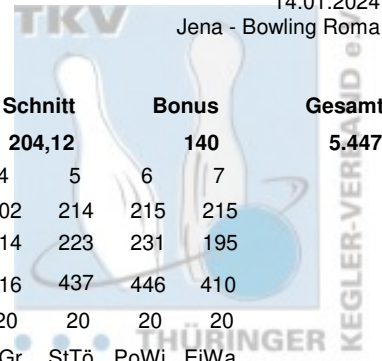 14.01.2024
TKV
Jena - Bowling Roma
Schnitt Bonus Gesamt
204,12 140 5.447
4 5 6 7
02 214 215 215
14 223 231 195
16 437 446 410
20 20 20 20
Gr StTö PoWi EiWa
THÜRINGER
KEGLER-VERBAND e.V.